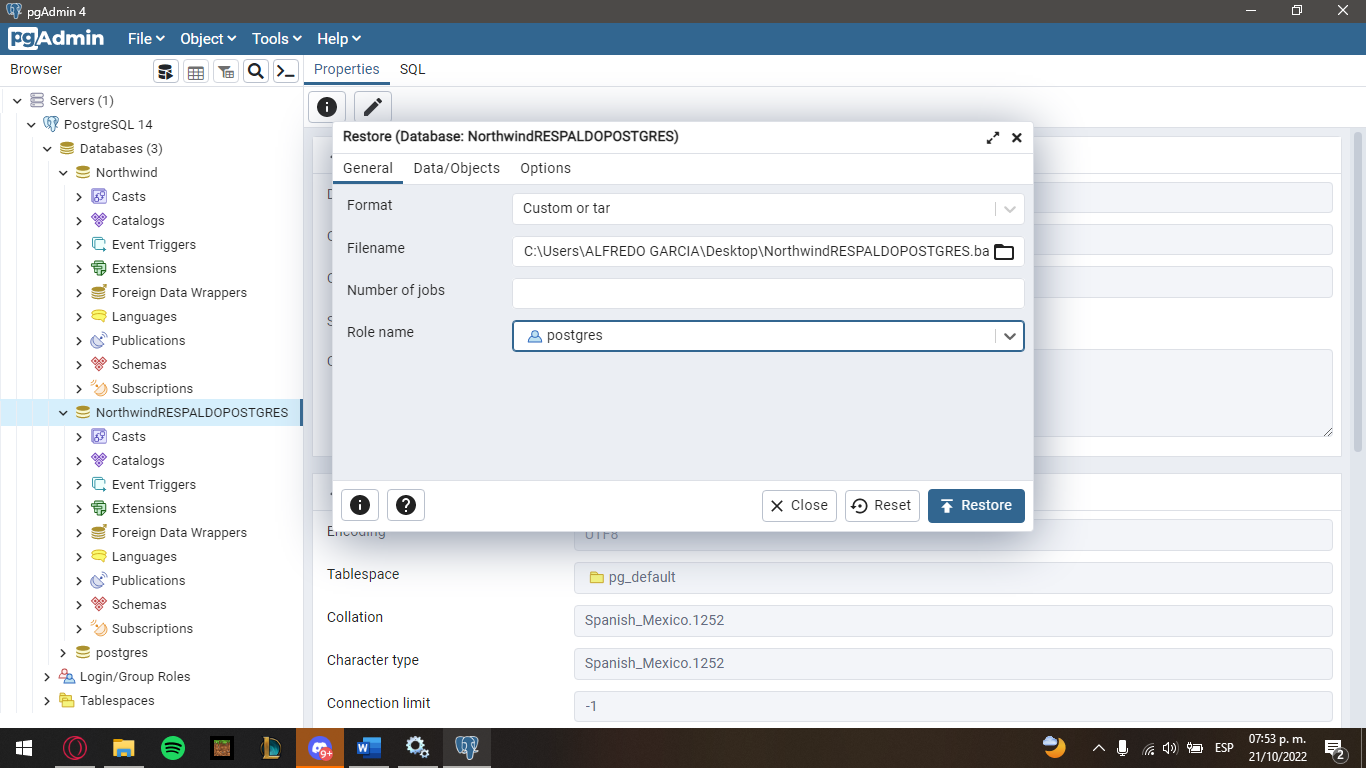 pgAdmin 4
pgAdmin
File
Object
Tools
Help
Browser
Properties
SQL
Servers (1)
PostgreSQL 14
Databases (3)
Northwind
Casts
Catalogs
Event Triggers
Extensions
Foreign Data Wrappers
Languages
Publications
Schemas
Subscriptions
NorthwindRESPALDOPOSTGRES
Casts
Catalogs
Event Triggers
Extensions
Foreign Data Wrappers
Languages
Publications
Schemas
Subscriptions
postgres
Login/Group Roles
Tablespaces
Restore (Database: NorthwindRESPALDOPOSTGRES)
General
Data/Objects
Options
Format
Custom or tar
Filename
C:\Users\ALFREDO GARCIA\Desktop\NorthwindRESPALDOPOSTGRES.ba
Number of jobs
Role name
postgres
Close
Reset
Restore
Encoding
UTF8
Tablespace
pg_default
Collation
Spanish_Mexico.1252
Character type
Spanish_Mexico.1252
Connection limit
-1
9+
ESP
07:53 p. m.
21/10/2022
2